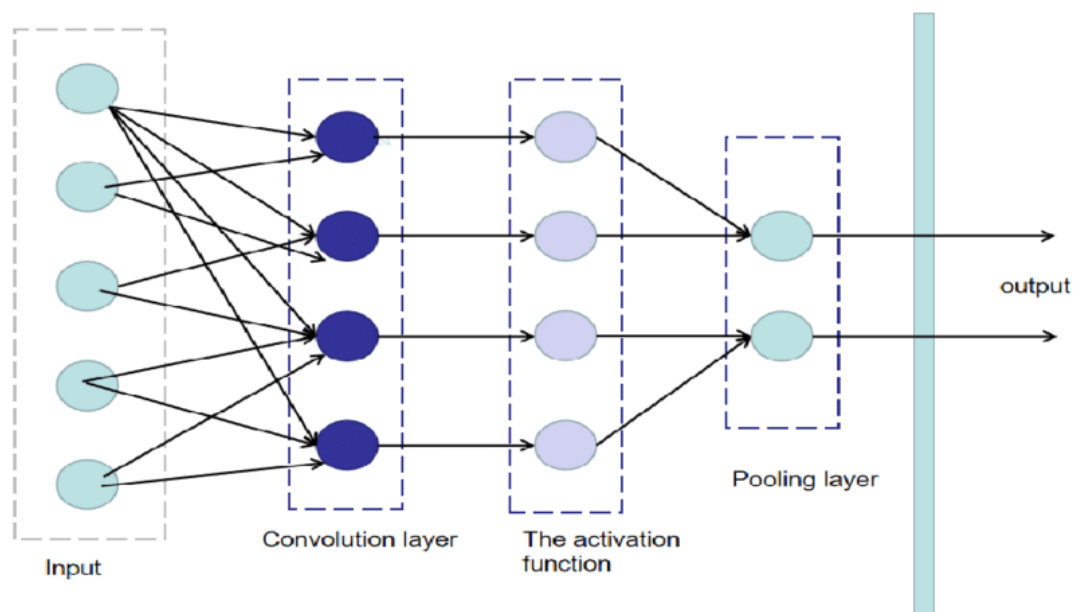 output
Pooling layer
Convolution layer
The activation
function
Input